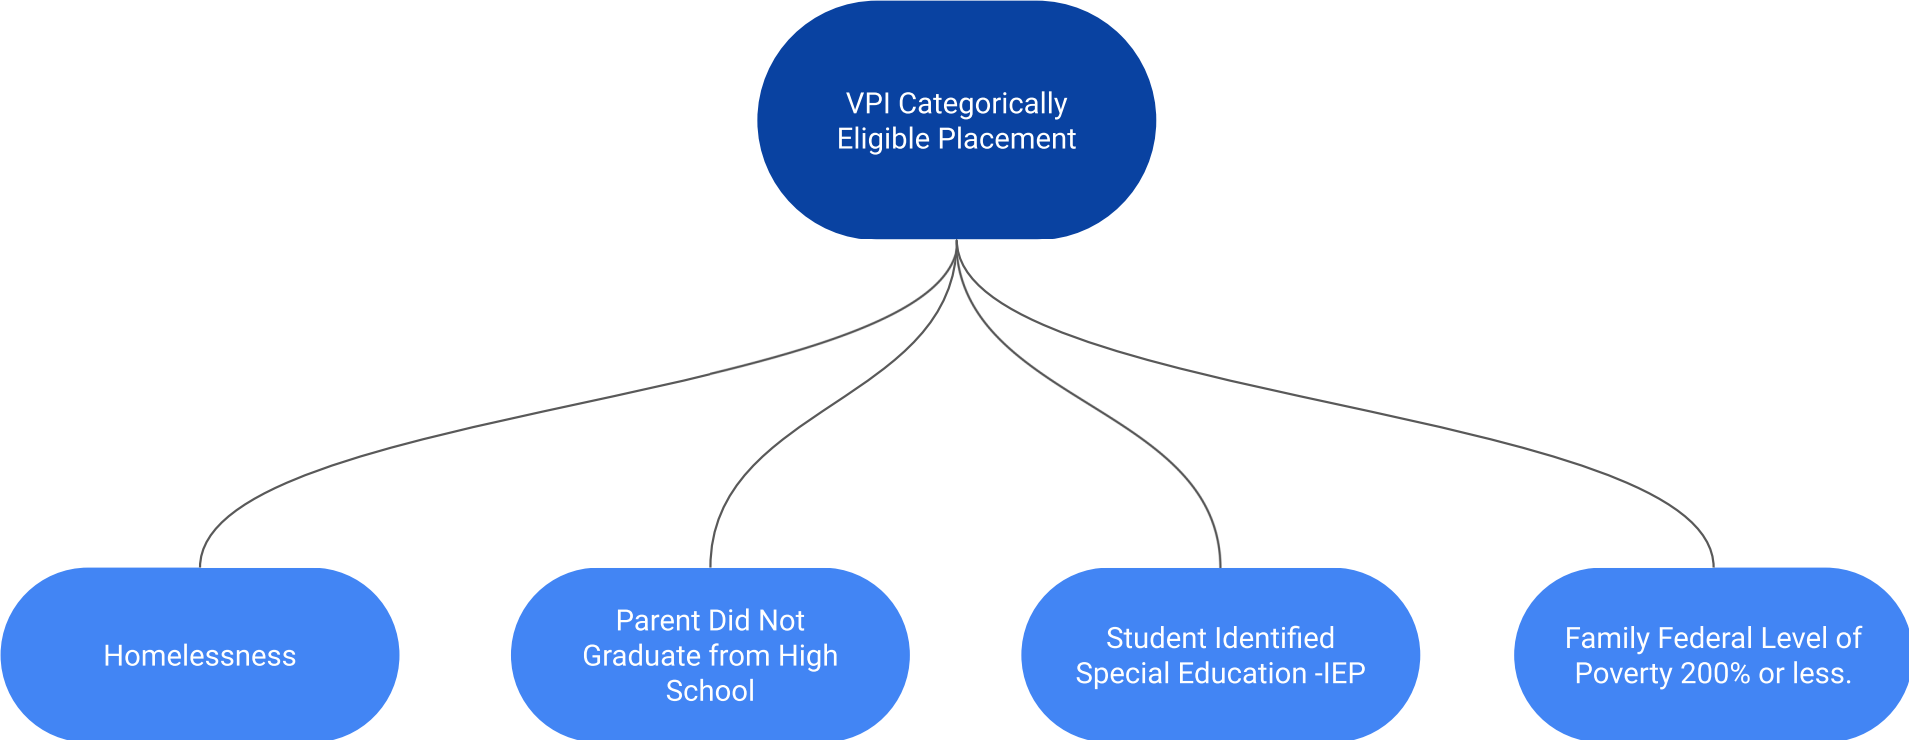 VPI Categorically
Eligible Placement
Homelessness
Parent Did Not
Graduate from High
School
Student Identified
Special Education -IEP
Family Federal Level of
Poverty 200% or less.